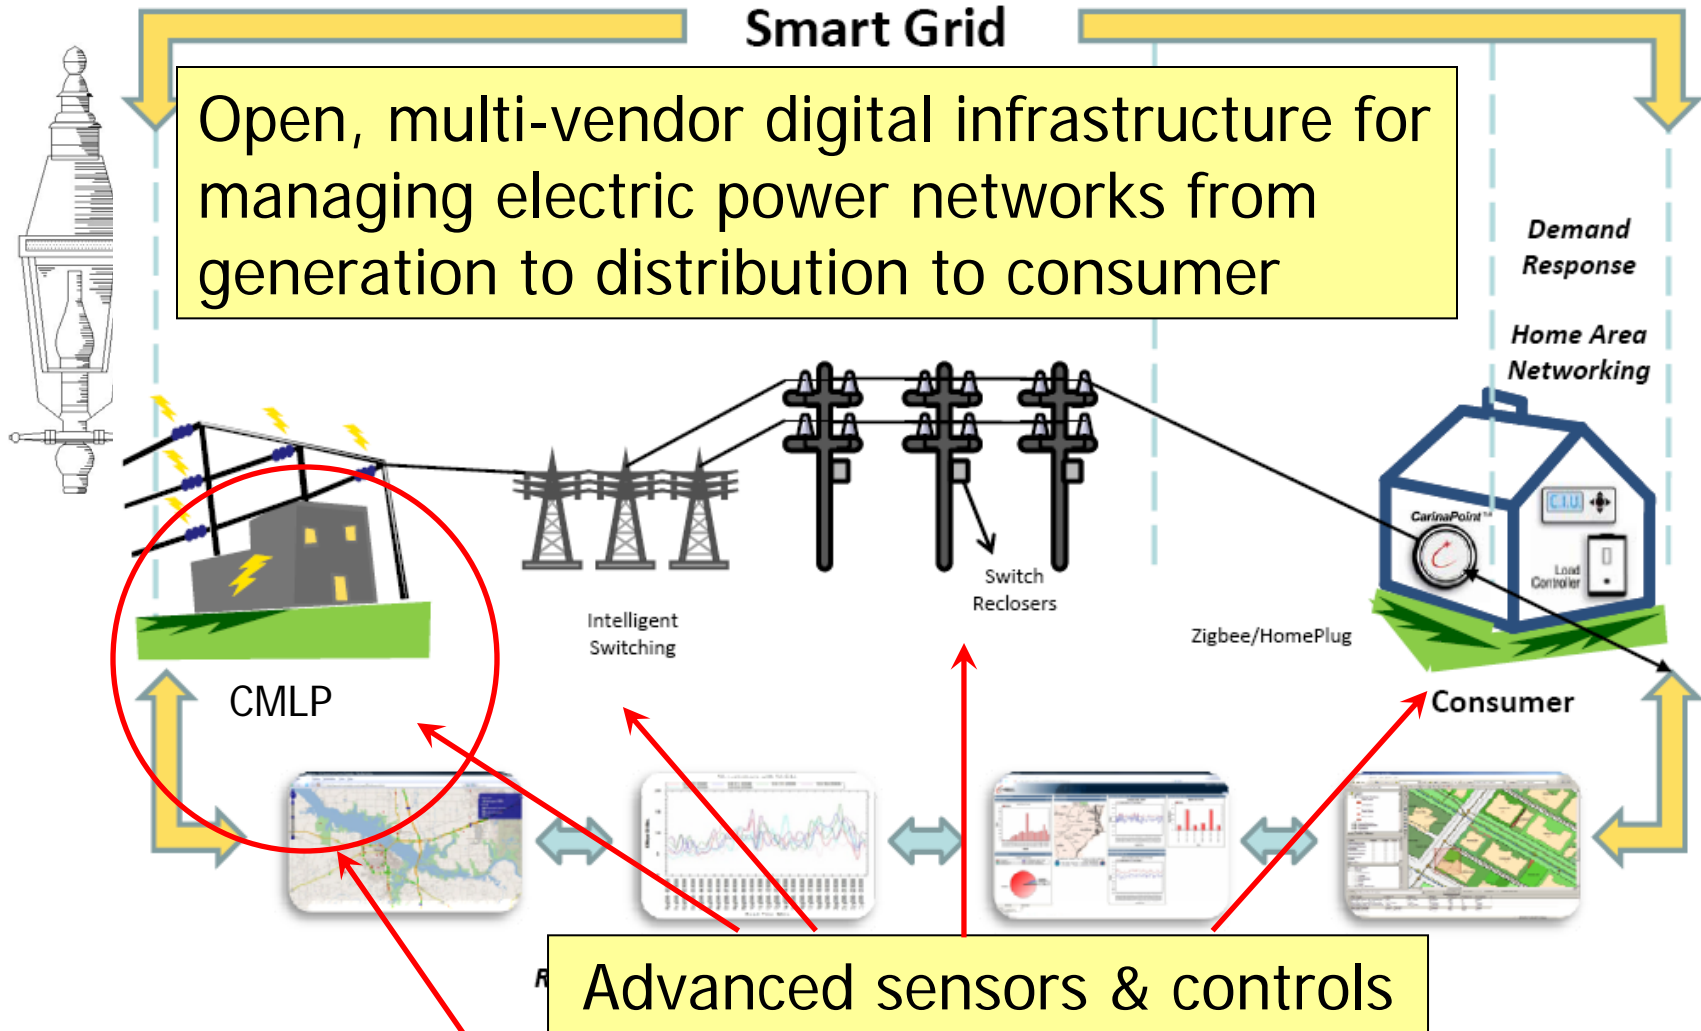 Smart Grid
Open, multi-vendor digital infrastructure for
managing electric power networks from
generation to distribution to consumer
Demand
Response
Home Area
Networking
CarinaPoint™
C.I.U.
Load
Controller
Switch
Reclosers
Intelligent
Switching
Zigbee/HomePlug
CMLP
Consumer
R
Advanced sensors & controls